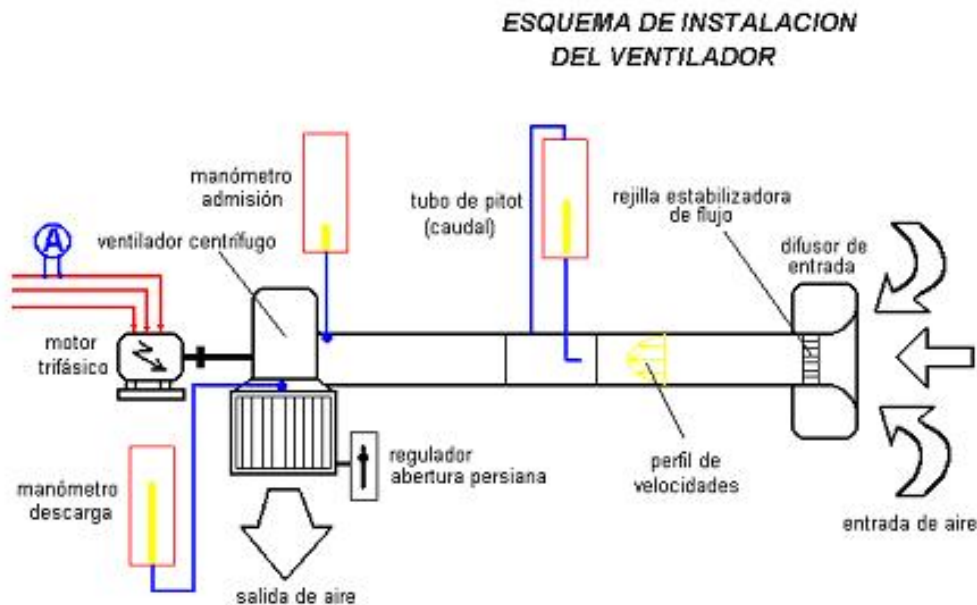 ESQUEMA DE INSTALACION
DEL VENTILADOR
manómetro
admisión
tubo de pitot
(caudal)
rejilla estabilizadora
de flujo
ventilador centrífugo
difusor de
entrada
A
motor
trifásico
manómetro
descarga
regulador
abertura persiana
perfil de
velocidades
entrada de aire
salida de aire